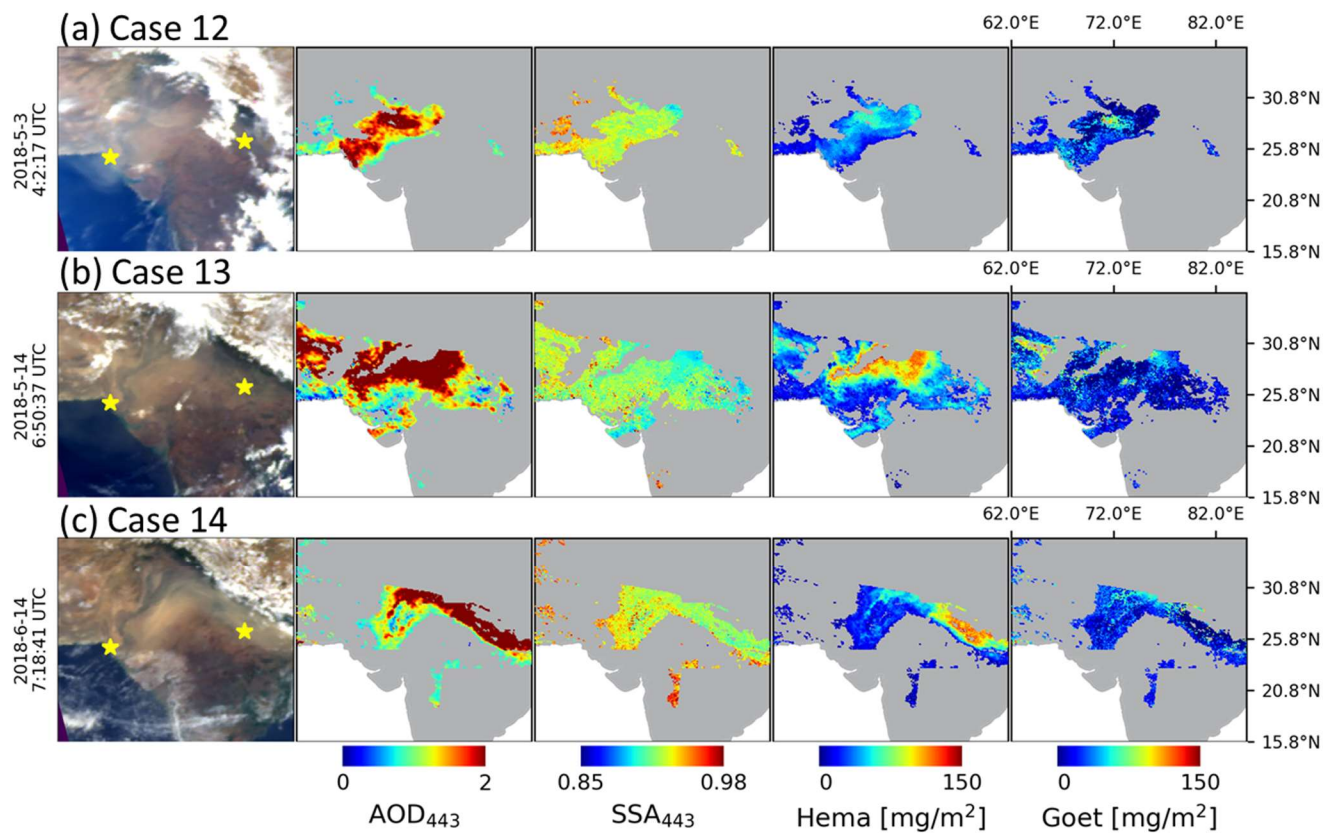 (a) Case 12
62.0°E 72.0°E 82.0°E
2018-5-3
4:2:17 UTC
30.8°N
25.8°N
20.8°N
15.8°N
(b) Case 13
62.0°E 72.0°E 82.0°E
2018-5-14
6:50:37 UTC
30.8°N
25.8°N
20.8°N
15.8°N
(c) Case 14
62.0°E 72.0°E 82.0°E
2018-6-14
7:18:41 UTC
30.8°N
25.8°N
20.8°N
15.8°N
0 2 0.85 0.98 0 150 0 150
AOD₄₄₃ SSA₄₄₃ Hema [mg/m²] Goet [mg/m²]